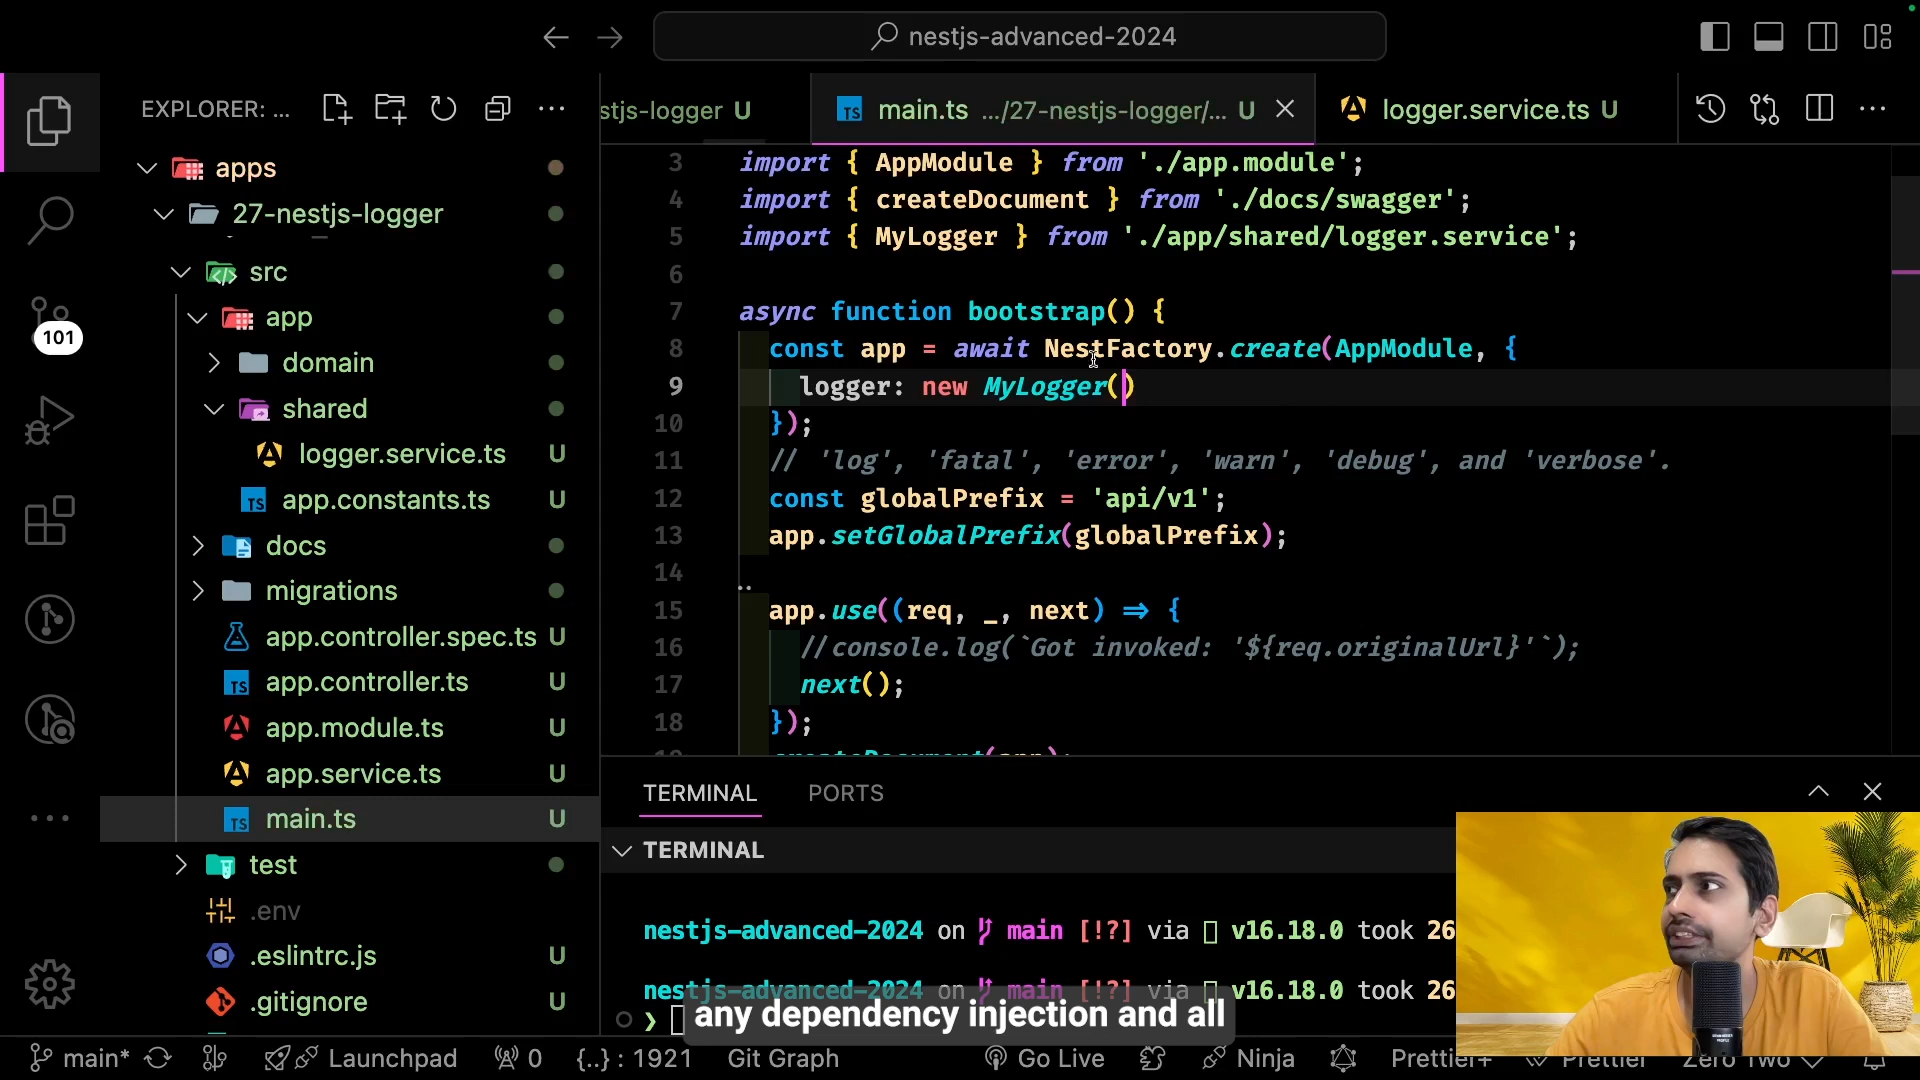 nestjs-advanced-2024
EXPLORER: ...
stjs-logger U
main.ts .../27-nestjs-logger/... U
logger.service.ts U
apps
27-nestjs-logger
src
app
domain
shared
logger.service.ts U
app.constants.ts U
docs
migrations
app.controller.spec.ts U
app.controller.ts U
app.module.ts U
app.service.ts U
main.ts U
test
.env
.eslintrc.js U
.gitignore U
101
3 import { AppModule } from './app.module';
4 import { createDocument } from './docs/swagger';
5 import { MyLogger } from './app/shared/logger.service';
6
7 async function bootstrap() {
8 const app = await NestFactory.create(AppModule, {
9 logger: new MyLogger()
10 });
11 // 'log', 'fatal', 'error', 'warn', 'debug', and 'verbose'.
12 const globalPrefix = 'api/v1';
13 app.setGlobalPrefix(globalPrefix);
14
15 app.use((req, _, next) => {
16 //console.log(`Got invoked: '${req.originalUrl}'`);
17 next();
18 });
TERMINAL PORTS
TERMINAL
nestjs-advanced-2024 on main [!?] via v16.18.0 took 26
nestjs-advanced-2024 on main [!?] via v16.18.0 took 26
❯
any dependency injection and all
main* Launchpad 0 {..} : 1921 Git Graph Go Live Ninja Prettier+ Prettier Zero Two